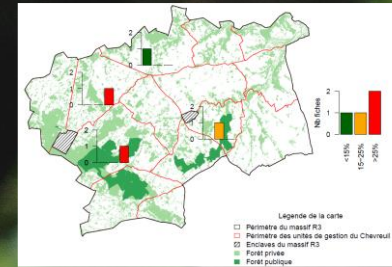 2
1
0
2
1
0
2
1
0
2
1
0
Nb fiches
2
1
0
<15%
15-25%
>25%
Légende de la carte
Périmètre du massif R3
Périmètre des unités de gestion du Chevreuil
Enclaves du massif R3
Forêt privée
Forêt publique